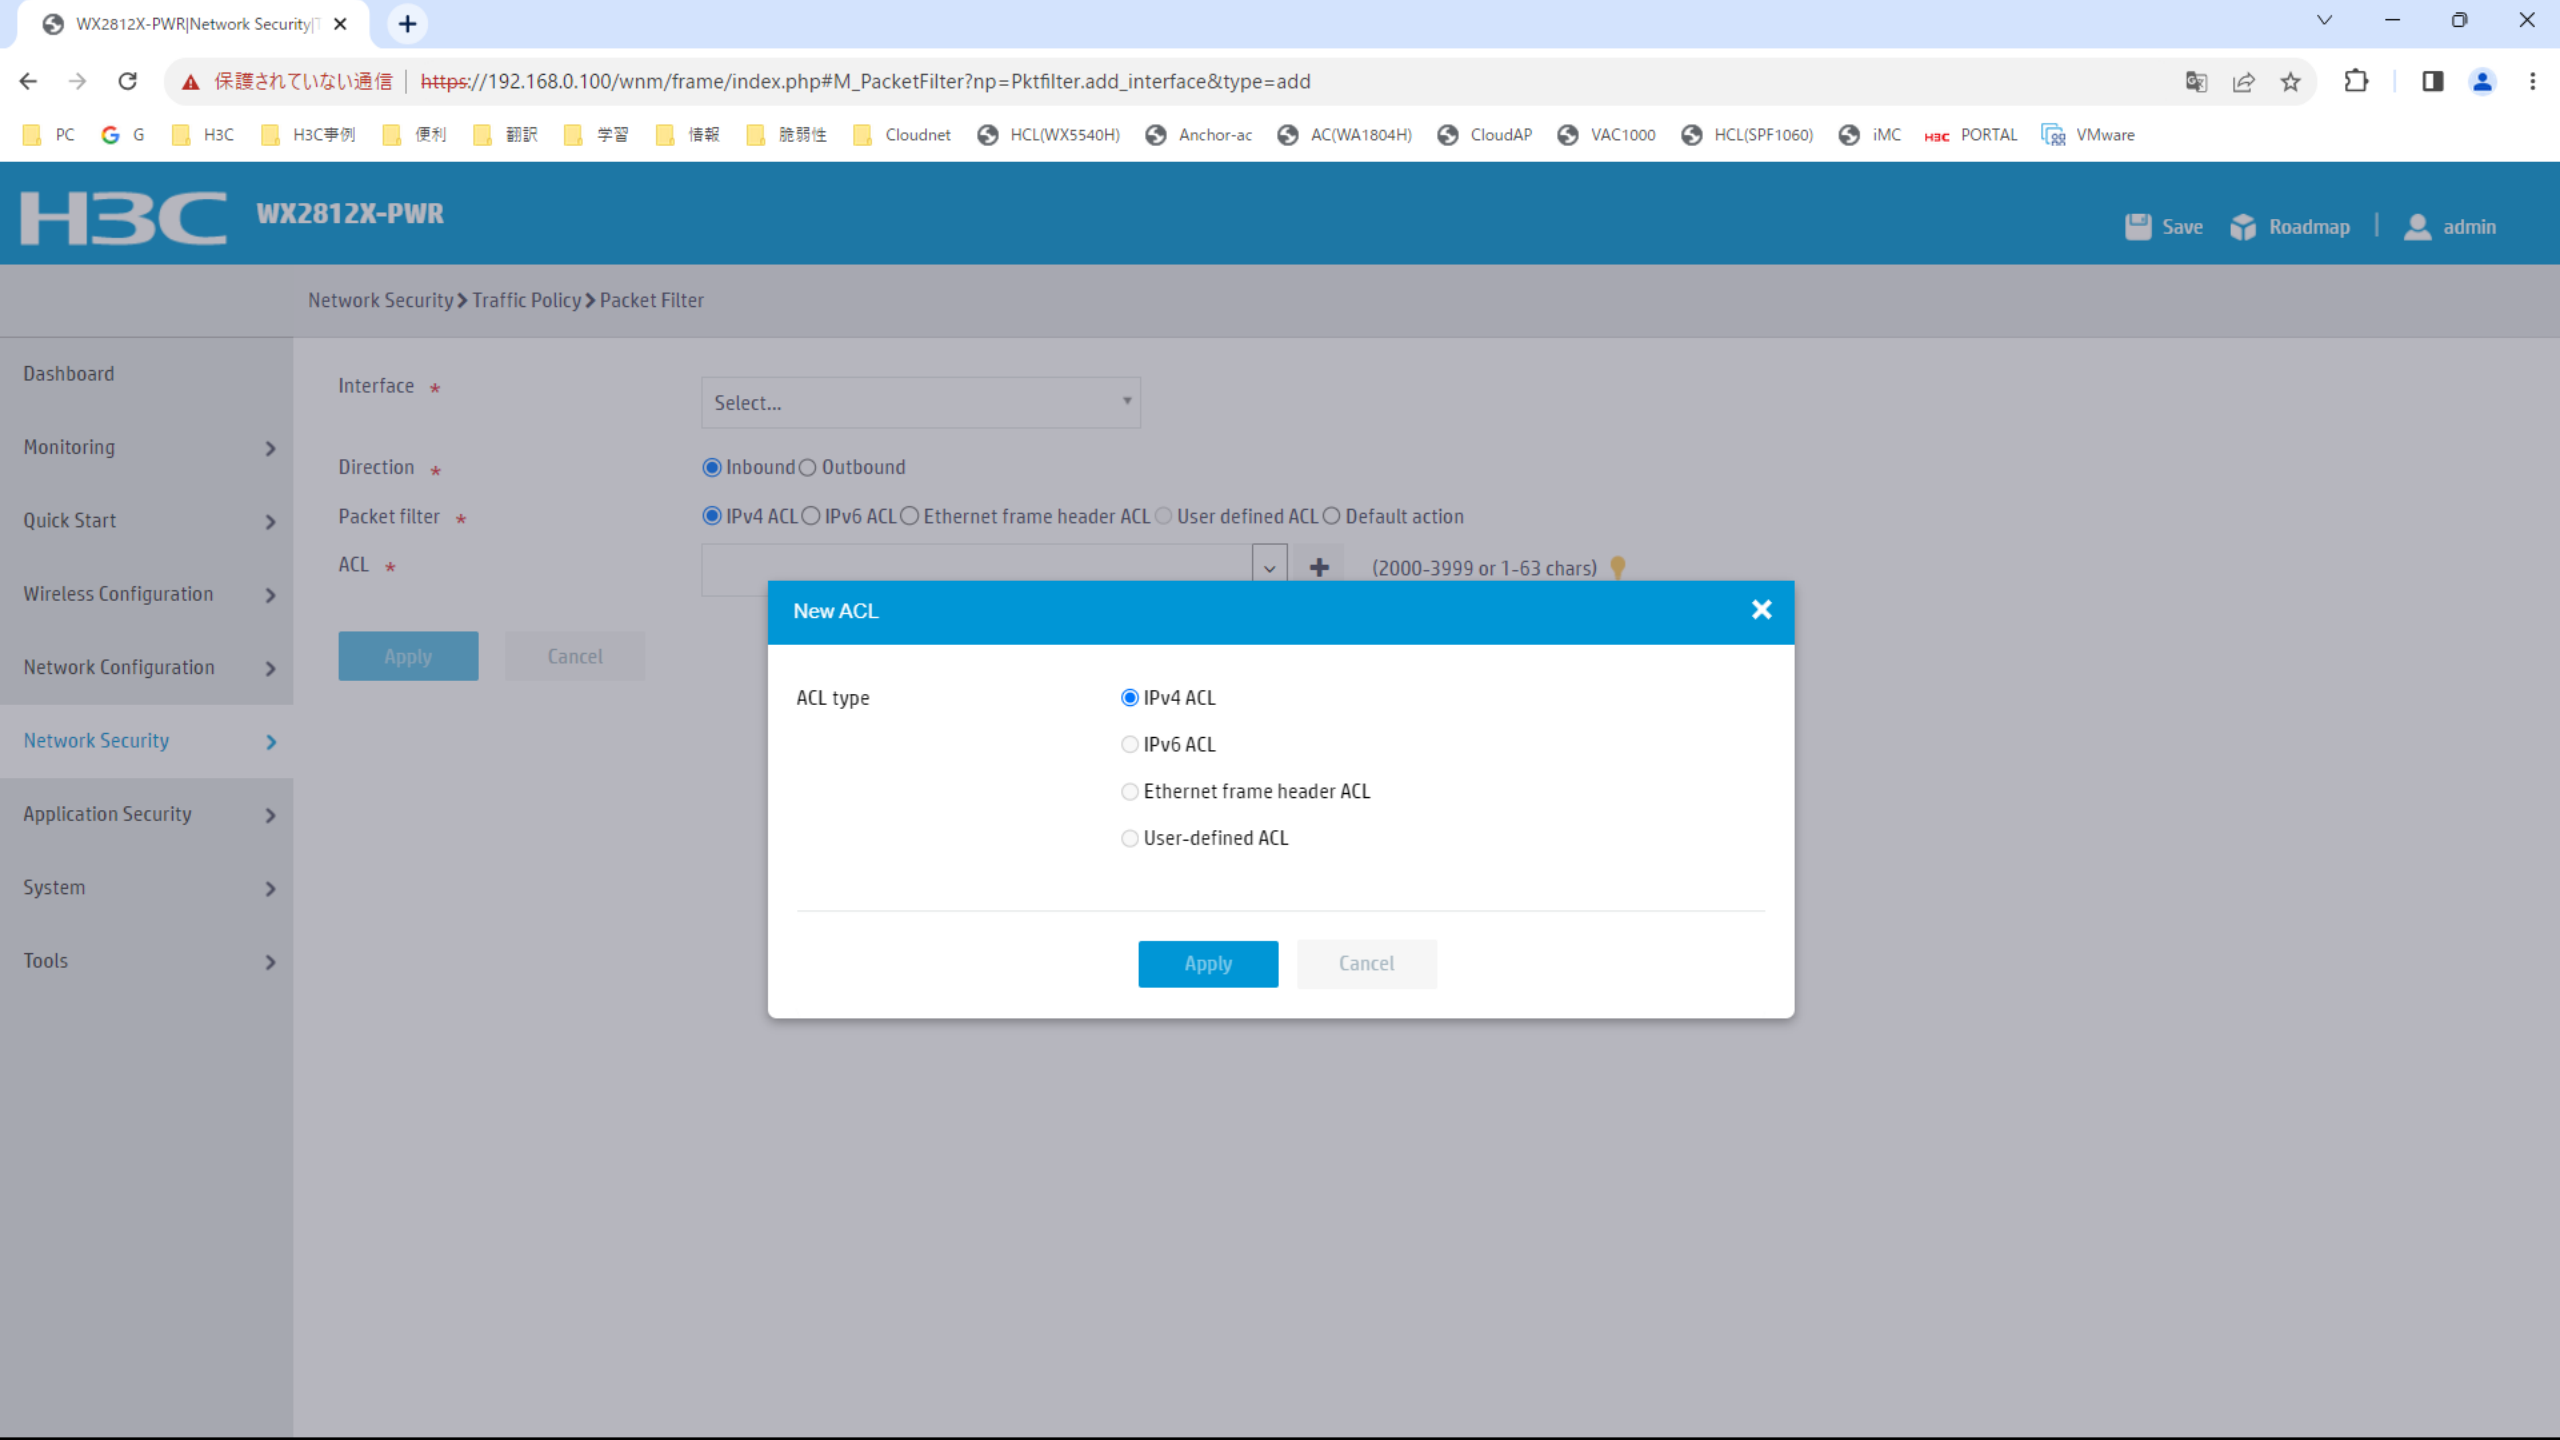 WX2812X-PWR|Network Security|T
保護されていない通信 https://192.168.0.100/wnm/frame/index.php#M_PacketFilter?np=Pktfilter.add_interface&type=add
PC G H3C H3C事例 便利 翻訳 学習 情報 脆弱性 Cloudnet HCL(WX5540H) Anchor-ac AC(WA1804H) CloudAP VAC1000 HCL(SPF1060) iMC H3C PORTAL VMware
H3C WX2812X-PWR
Save Roadmap admin
Network Security Traffic Policy Packet Filter
Dashboard
Monitoring
Quick Start
Wireless Configuration
Network Configuration
Network Security
Application Security
System
Tools
Interface * Select...
Direction * Inbound Outbound
Packet filter * IPv4 ACL IPv6 ACL Ethernet frame header ACL User defined ACL Default action
ACL * (2000-3999 or 1-63 chars)
Apply Cancel
New ACL
ACL type IPv4 ACL
IPv6 ACL
Ethernet frame header ACL
User-defined ACL
Apply Cancel